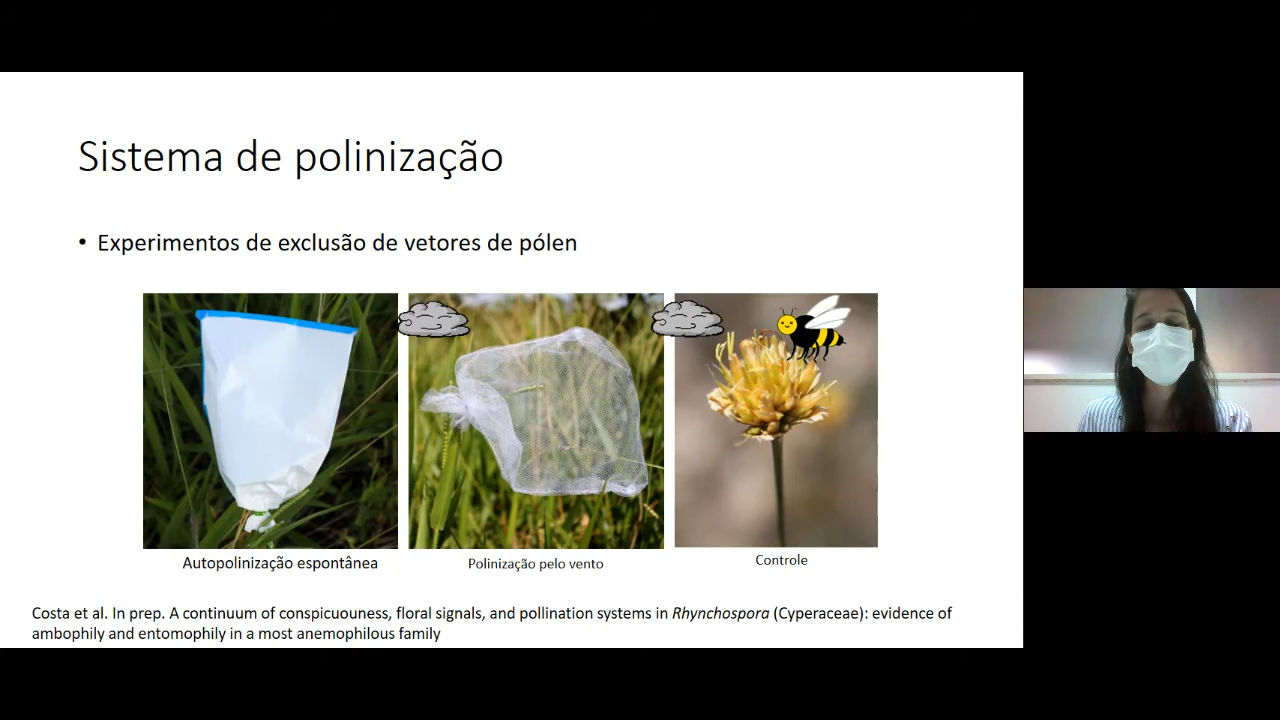 Sistema de polinização
• Experimentos de exclusão de vetores de pólen
Autopolinização espontânea
Polinização pelo vento
Controle
Costa et al. In prep. A continuum of conspicuouness, floral signals, and pollination systems in Rhynchospora (Cyperaceae): evidence of
ambophily and entomophily in a most anemophilous family